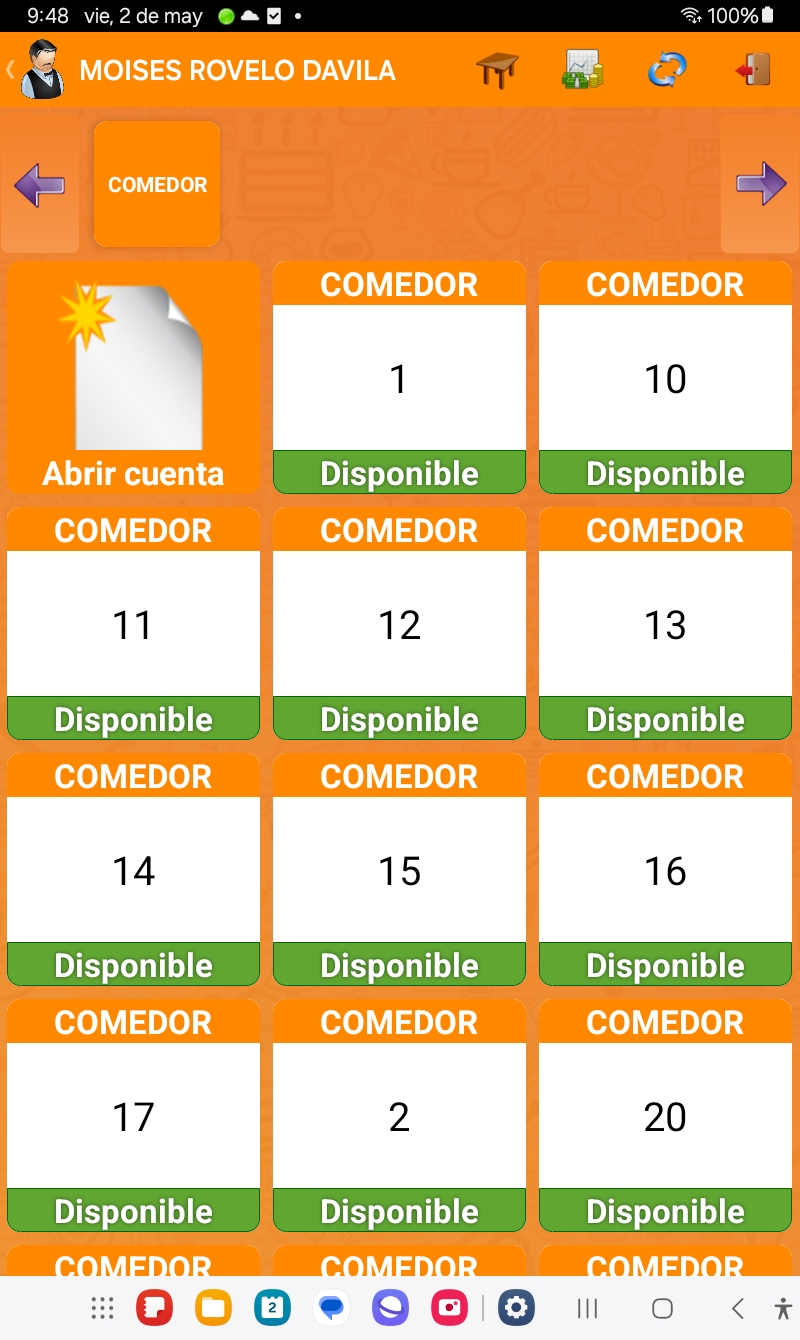 9:48 vie, 2 de may 100%
MOISES ROVELO DAVILA
COMEDOR
Abrir cuenta
COMEDOR
1
Disponible
COMEDOR
10
Disponible
COMEDOR
11
Disponible
COMEDOR
12
Disponible
COMEDOR
13
Disponible
COMEDOR
14
Disponible
COMEDOR
15
Disponible
COMEDOR
16
Disponible
COMEDOR
17
Disponible
COMEDOR
2
Disponible
COMEDOR
20
Disponible
COMEDOR
COMEDOR
COMEDOR
2